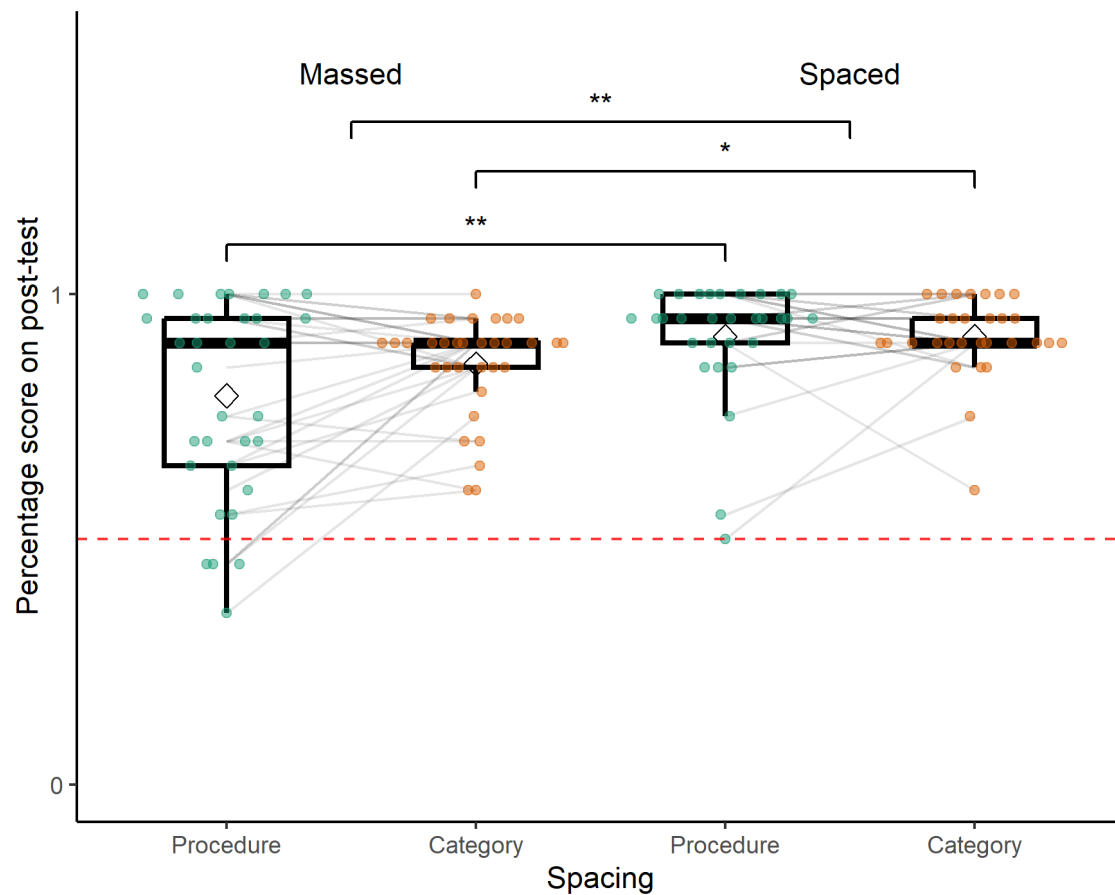 Massed Spaced
**
*
**
Percentage score on post-test
1
0
Procedure Category Procedure Category
Spacing